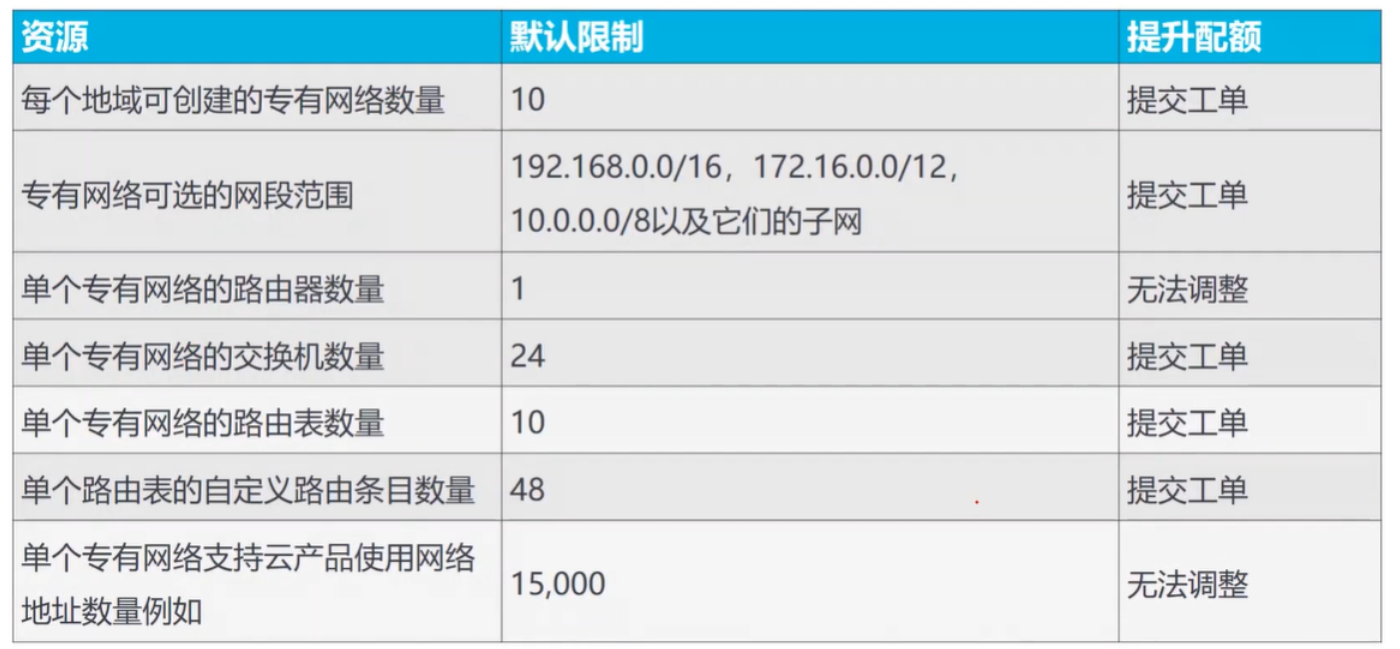 资源 默认限制 提升配额
每个地域可创建的专有网络数量 10 提交工单
专有网络可选的网段范围 192.168.0.0/16，172.16.0.0/12，
10.0.0.0/8以及它们的子网 提交工单
单个专有网络的路由器数量 1 无法调整
单个专有网络的交换机数量 24 提交工单
单个专有网络的路由表数量 10 提交工单
单个路由表的自定义路由条目数量 48 提交工单
单个专有网络支持云产品使用网络
地址数量例如 15,000 无法调整